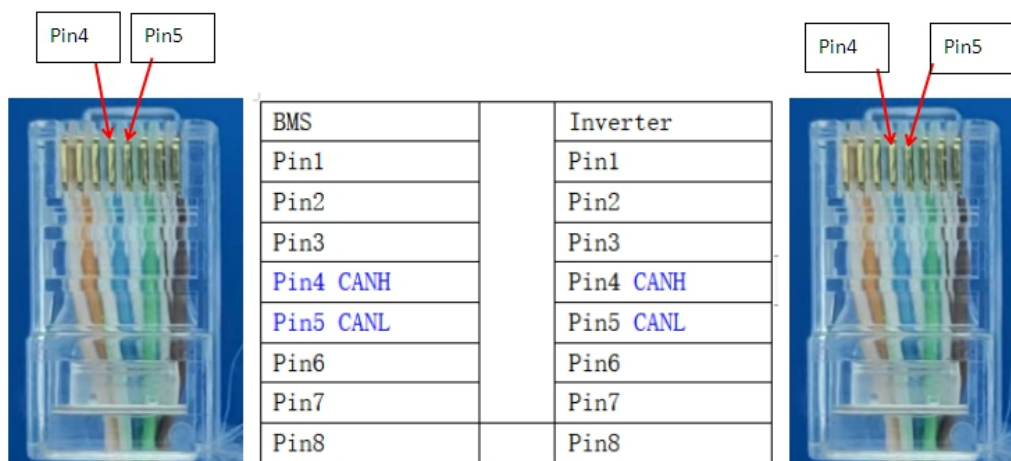 Pin4 Pin5
Pin4 Pin5
BMS Inverter
Pin1 Pin1
Pin2 Pin2
Pin3 Pin3
Pin4 CANH Pin4 CANH
Pin5 CANL Pin5 CANL
Pin6 Pin6
Pin7 Pin7
Pin8 Pin8